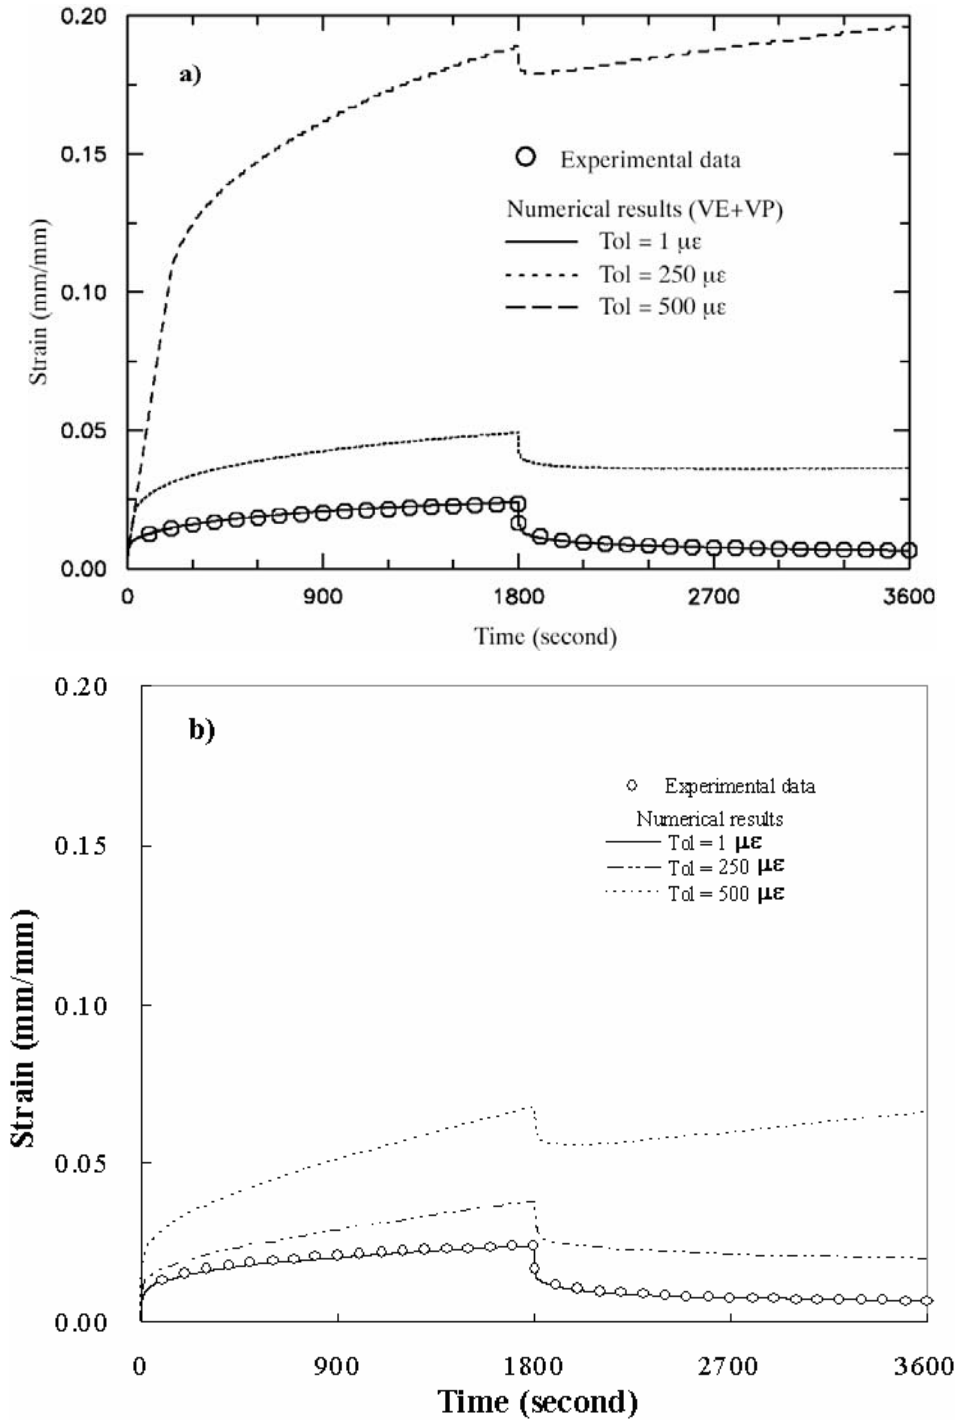 0.20
a)
0.15
Experimental data
Numerical results (VE+VP)
Tol = 1 με
Tol = 250 με
Tol = 500 με
0.10
Strain (mm/mm)
0.05
0.00
0 900 1800 2700 3600
Time (second)
0.20
b)
Experimental data
Numerical results
Tol = 1 με
Tol = 250 με
Tol = 500 με
0.15
0.10
Strain (mm/mm)
0.05
0.00
0 900 1800 2700 3600
Time (second)